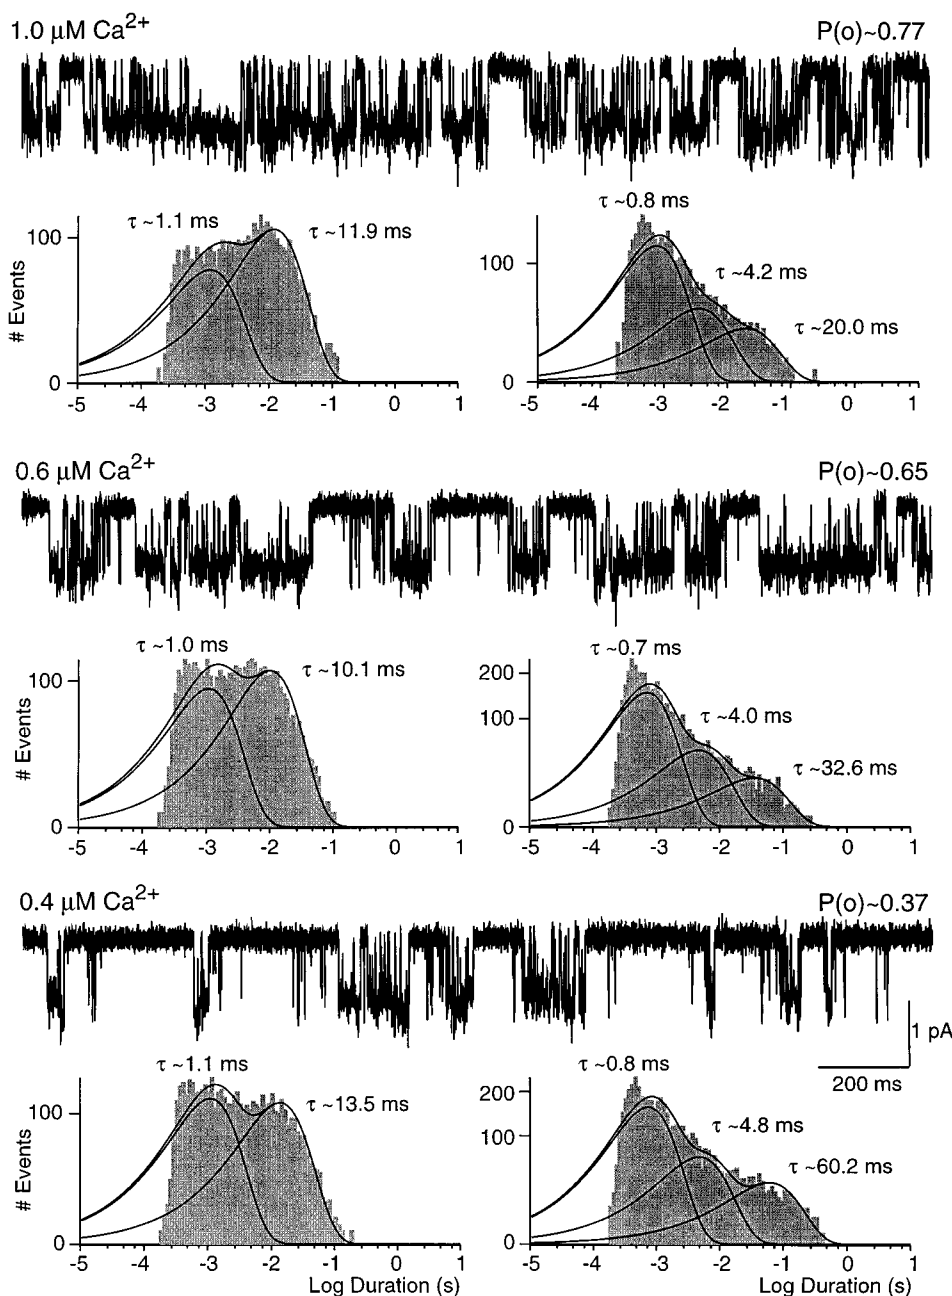 1.0 μM Ca2+ P(o)~0.77
τ ~1.1 ms τ ~11.9 ms τ ~0.8 ms
τ ~4.2 ms
τ ~20.0 ms
# Events
100 100
0 0
-5 -4 -3 -2 -1 0 1 -5 -4 -3 -2 -1 0 1
0.6 μM Ca2+ P(o)~0.65
τ ~1.0 ms τ ~10.1 ms τ ~0.7 ms
τ ~4.0 ms
τ ~32.6 ms
# Events
100 200
100
0 0
-5 -4 -3 -2 -1 0 1 -5 -4 -3 -2 -1 0 1
0.4 μM Ca2+ P(o)~0.37
1 pA
200 ms
τ ~1.1 ms τ ~13.5 ms τ ~0.8 ms
τ ~4.8 ms
τ ~60.2 ms
# Events
100 200
100
0 0
-5 -4 -3 -2 -1 0 1 -5 -4 -3 -2 -1 0 1
Log Duration (s) Log Duration (s)